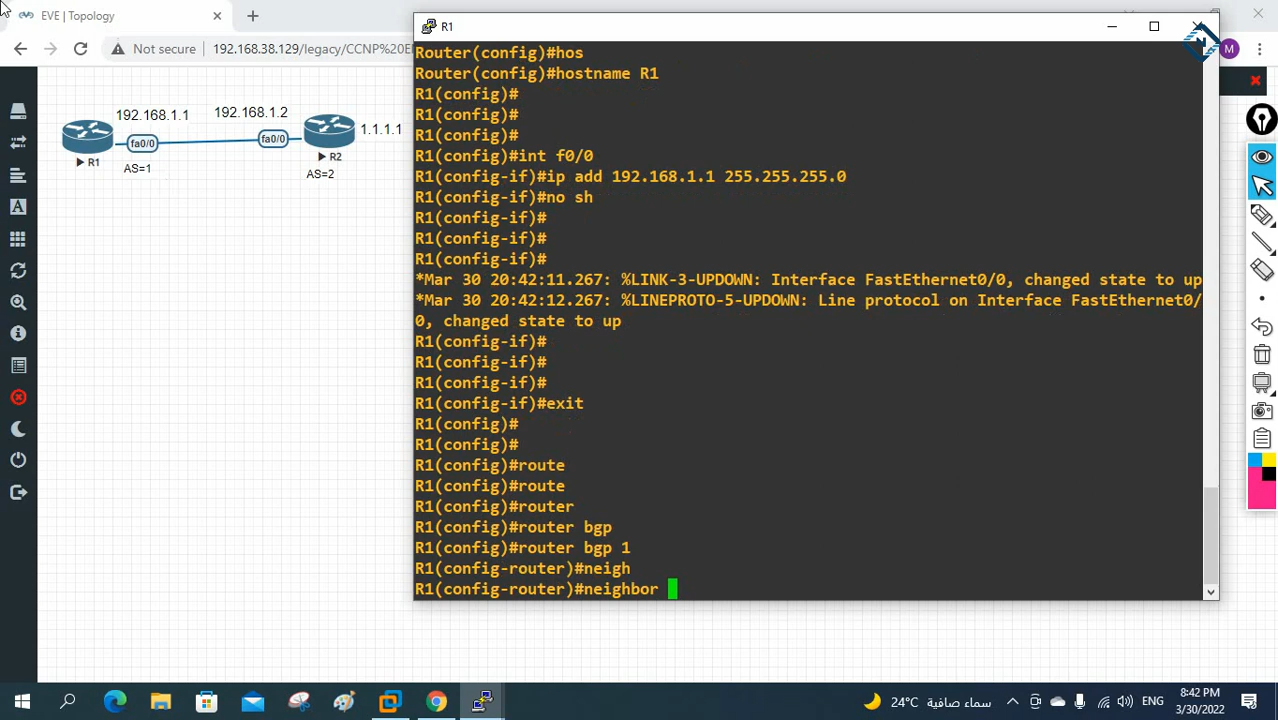 EVE | Topology
Not secure
192.168.38.129/legacy/CCNP%20E
M
192.168.1.1
192.168.1.2
1.1.1.1
fa0/0
fa0/0
R1
R2
AS=1
AS=2
R1
Router(config)#hos
Router(config)#hostname R1
R1(config)#
R1(config)#
R1(config)#
R1(config)#int f0/0
R1(config-if)#ip add 192.168.1.1 255.255.255.0
R1(config-if)#no sh
R1(config-if)#
R1(config-if)#
R1(config-if)#
*Mar 30 20:42:11.267: %LINK-3-UPDOWN: Interface FastEthernet0/0, changed state to up
*Mar 30 20:42:12.267: %LINEPROTO-5-UPDOWN: Line protocol on Interface FastEthernet0/
0, changed state to up
R1(config-if)#
R1(config-if)#
R1(config-if)#
R1(config-if)#exit
R1(config)#
R1(config)#
R1(config)#route
R1(config)#route
R1(config)#router
R1(config)#router bgp
R1(config)#router bgp 1
R1(config-router)#neigh
R1(config-router)#neighbor
24°C سماء صافية
ENG
8:42 PM
3/30/2022